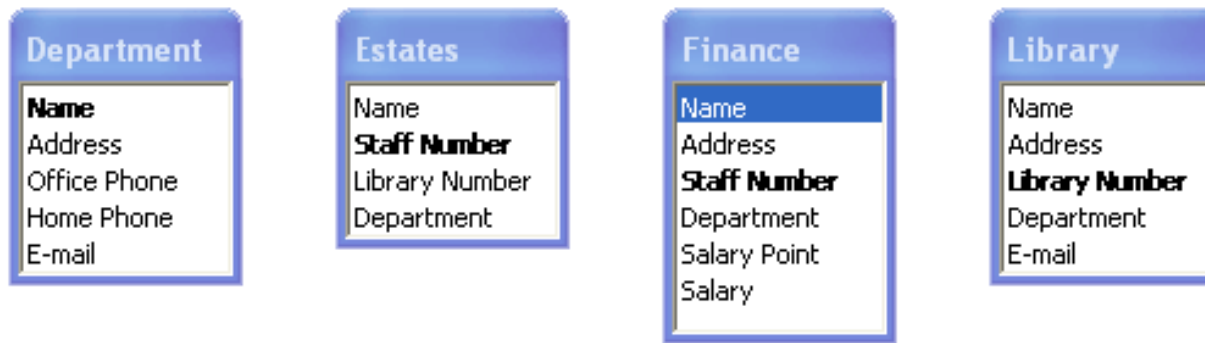 Department
Name
Address
Office Phone
Home Phone
E-mail
Estates
Name
Staff Number
Library Number
Department
Finance
Name
Address
Staff Number
Department
Salary Point
Salary
Library
Name
Address
Library Number
Department
E-mail